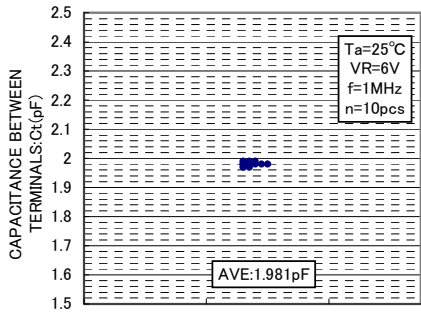 CAPACITANCE BETWEEN
TERMINALS:Ct(pF)
2.5
2.4
2.3
2.2
2.1
2
1.9
1.8
1.7
1.6
1.5
Ta=25℃
VR=6V
f=1MHz
n=10pcs
AVE:1.981pF